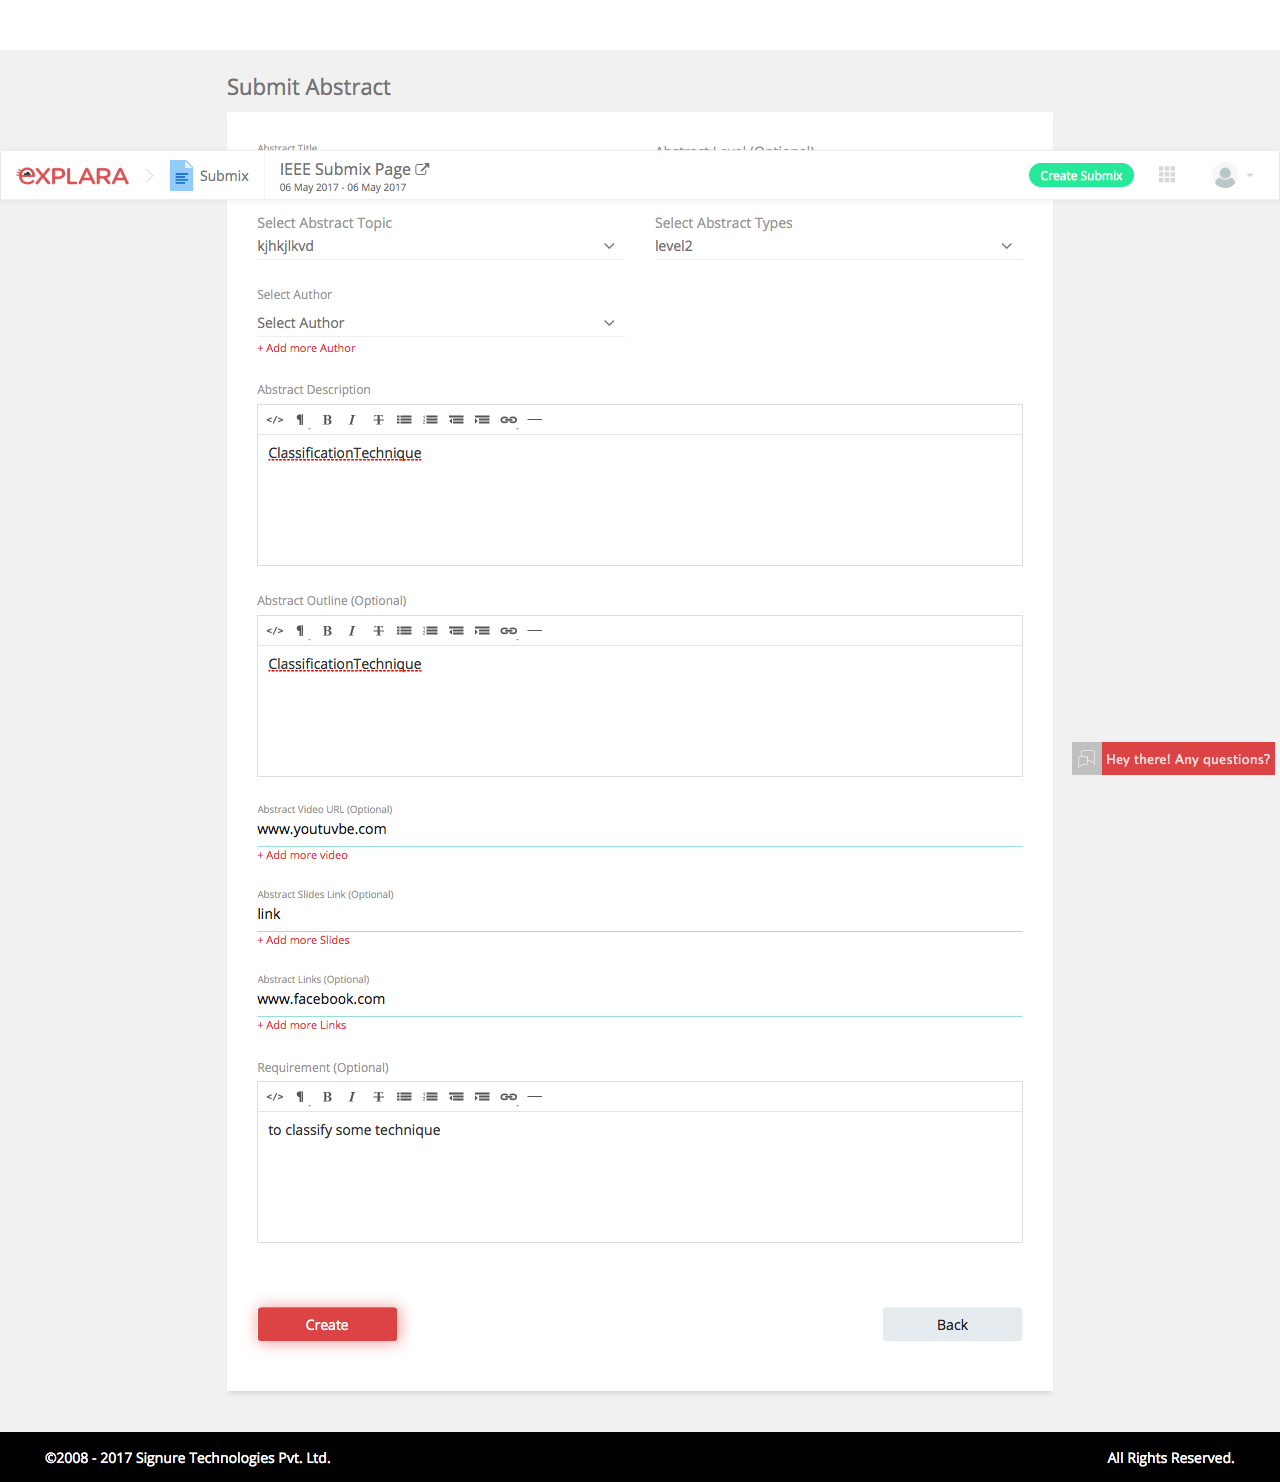 Submit Abstract
Abstract Title
Abstract Level (Optional)
EXPLARA
Submix
IEEE Submix Page
06 May 2017 - 06 May 2017
Create Submix
Select Abstract Topic
Select Abstract Types
kjhkjlkvd
level2
Select Author
Select Author
+ Add more Author
Abstract Description
</> ¶ B I T
ClassificationTechnique
Abstract Outline (Optional)
</> ¶ B I T
ClassificationTechnique
Hey there! Any questions?
Abstract Video URL (Optional)
www.youtuvbe.com
+ Add more video
Abstract Slides Link (Optional)
link
+ Add more Slides
Abstract Links (Optional)
www.facebook.com
+ Add more Links
Requirement (Optional)
</> ¶ B I T
to classify some technique
Create
Back
©2008 - 2017 Signure Technologies Pvt. Ltd.
All Rights Reserved.